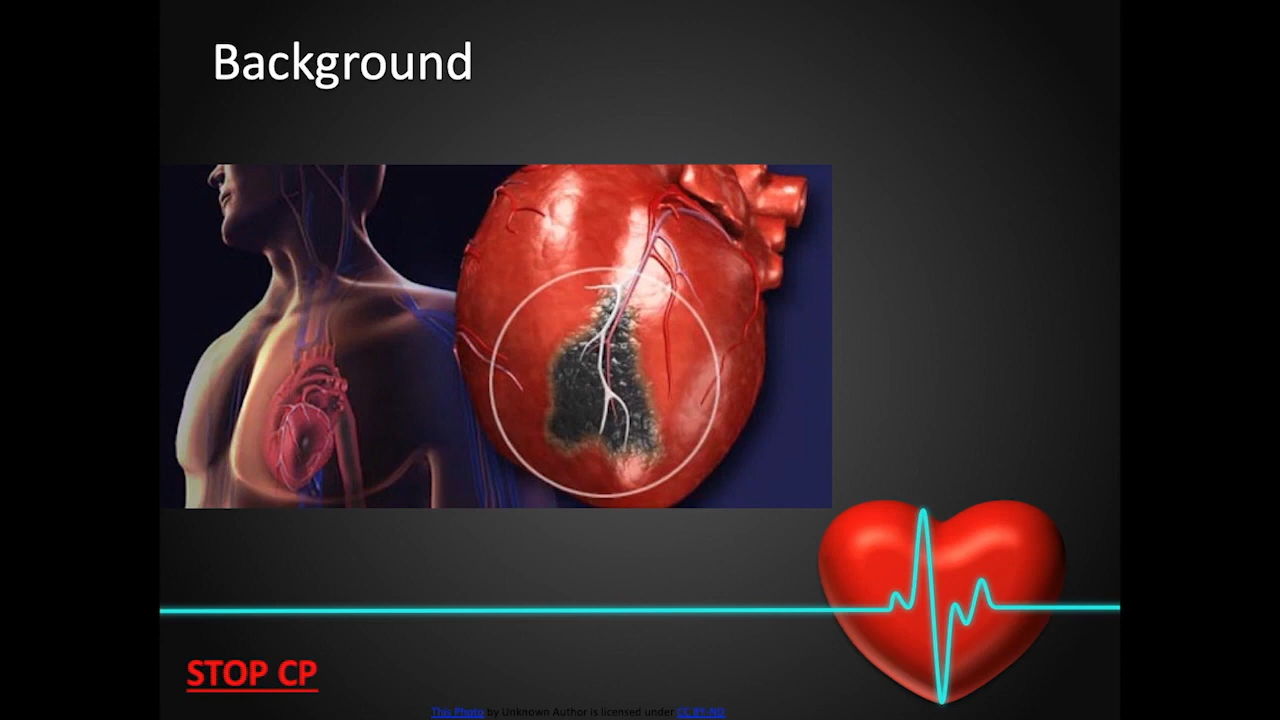 Background
STOP CP
This Photo by Unknown Author is licensed under CC BY-ND